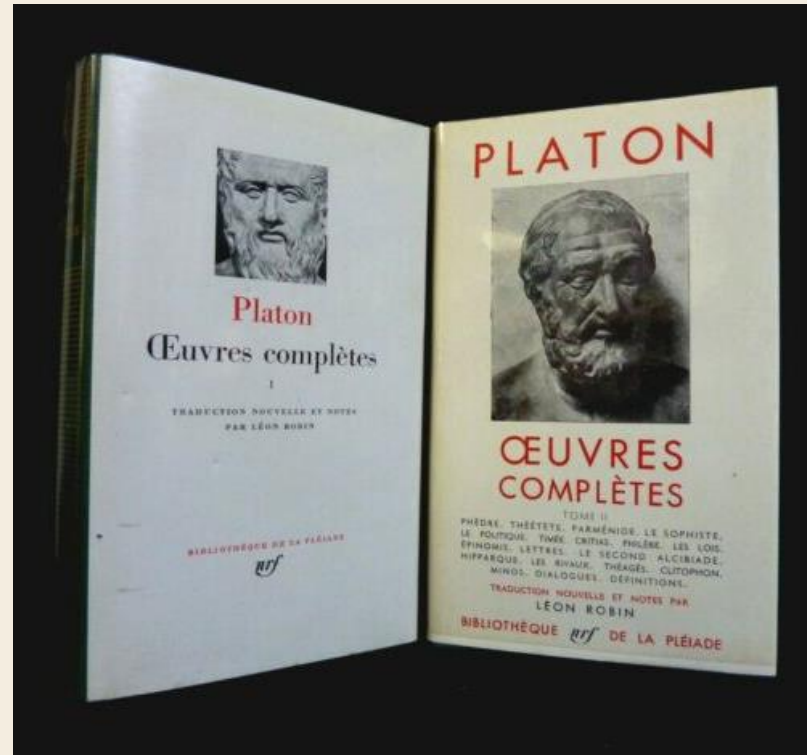 Platon
Œuvres complètes
I
TRADUCTION NOUVELLE ET NOTES
PAR LÉON ROBIN
BIBLIOTHÈQUE DE LA PLÉIADE
nrf
PLATON
ŒUVRES
COMPLÈTES
TOME II
PHÈDRE, THÉÉTÈTE, PARMÉNIDE, LE SOPHISTE,
LE POLITIQUE, TIMÉE, CRITIAS, PHILÈBE, LES LOIS,
ÉPINOMIS, LETTRES, LE SECOND ALCIBIADE,
HIPPARQUE, LES RIVAUX, THÉAGÈS, CLITOPHON,
MINOS, DIALOGUES, DÉFINITIONS.
TRADUCTION NOUVELLE ET NOTES PAR
LÉON ROBIN
BIBLIOTHÈQUE nrf DE LA PLÉIADE